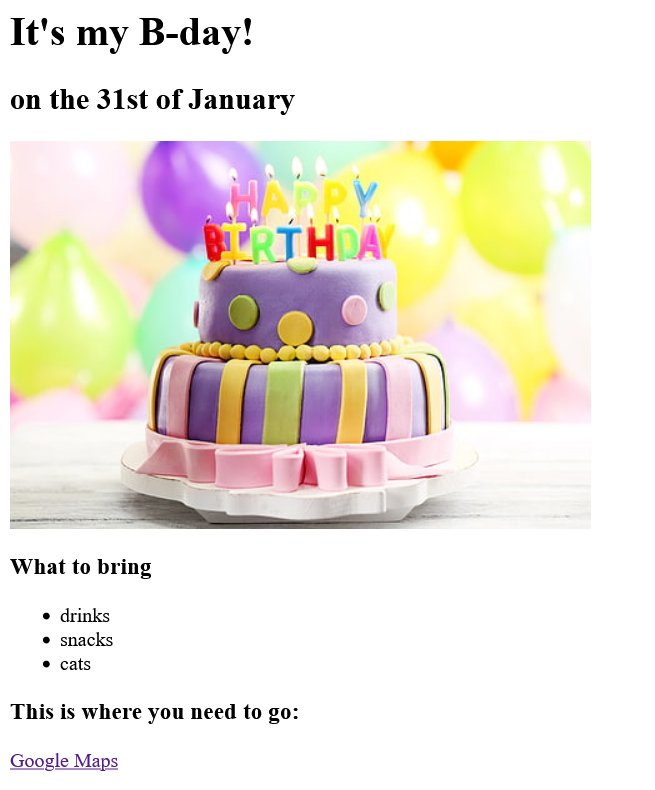 It's my B-day!
on the 31st of January
HAPPY
BIRTHDAY
What to bring
drinks
snacks
cats
This is where you need to go:
Google Maps